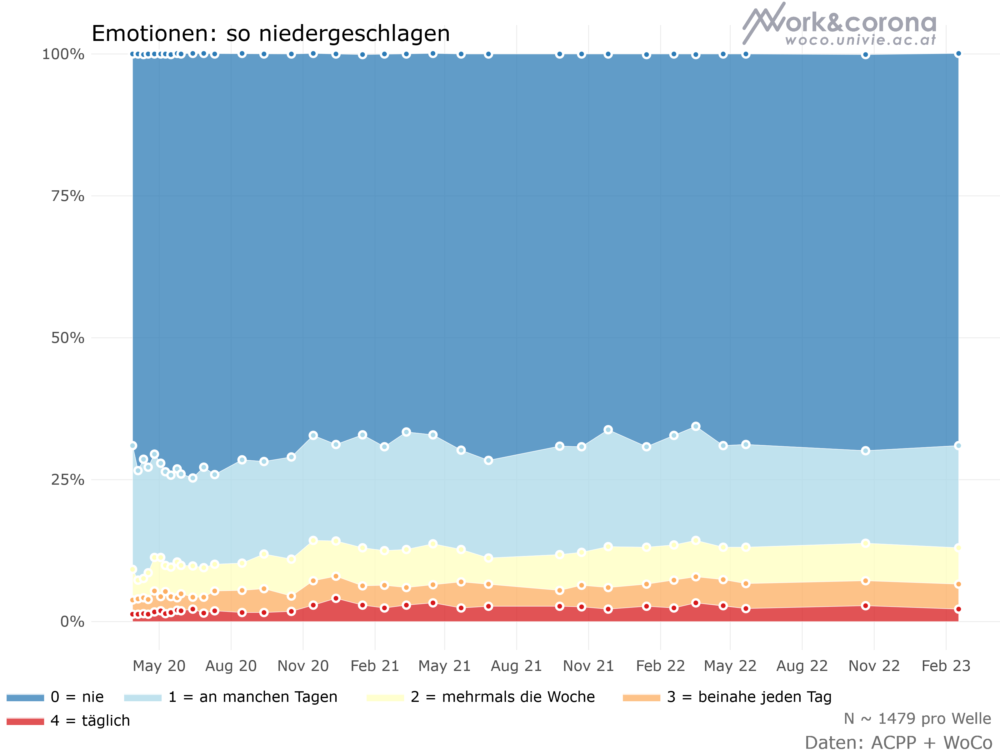 Work&corona
woco.univie.ac.at
Emotionen: so niedergeschlagen
100%
75%
50%
25%
0%
May 20 Aug 20 Nov 20 Feb 21 May 21 Aug 21 Nov 21 Feb 22 May 22 Aug 22 Nov 22 Feb 23
0 = nie 1 = an manchen Tagen 2 = mehrmals die Woche 3 = beinahe jeden Tag
4 = täglich
N ~ 1479 pro Welle
Daten: ACPP + WoCo